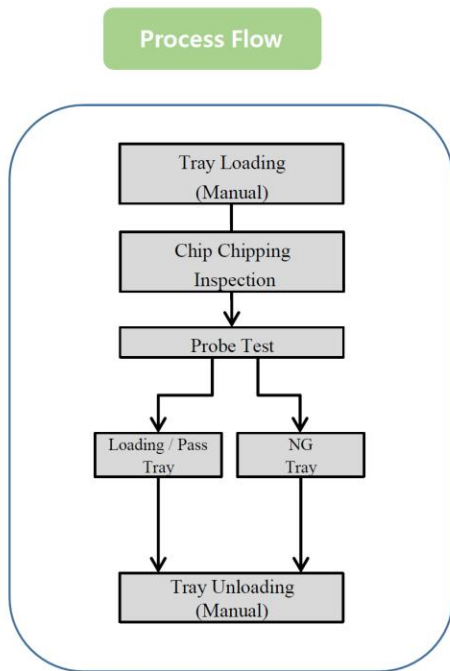 Process Flow
Tray Loading
(Manual)
Chip Chipping
Inspection
Probe Test
Loading / Pass
Tray
NG
Tray
Tray Unloading
(Manual)